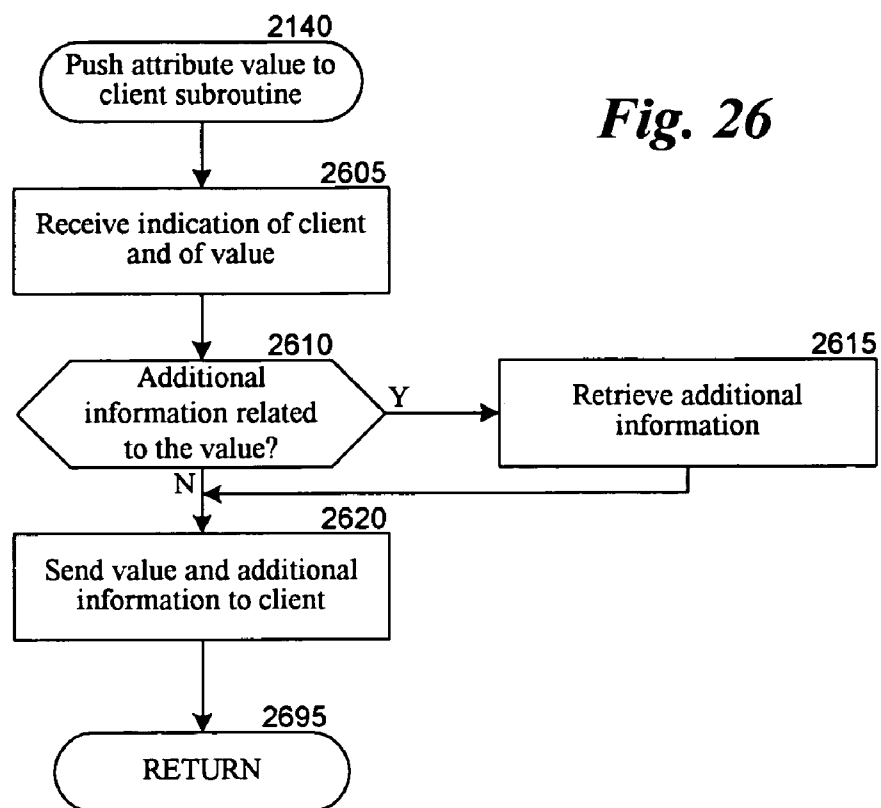 2140
Push attribute value to
client subroutine
Fig. 26
2605
Receive indication of client
and of value
2610
Additional
information related
to the value?
Y
N
2615
Retrieve additional
information
2620
Send value and additional
information to client
2695
RETURN